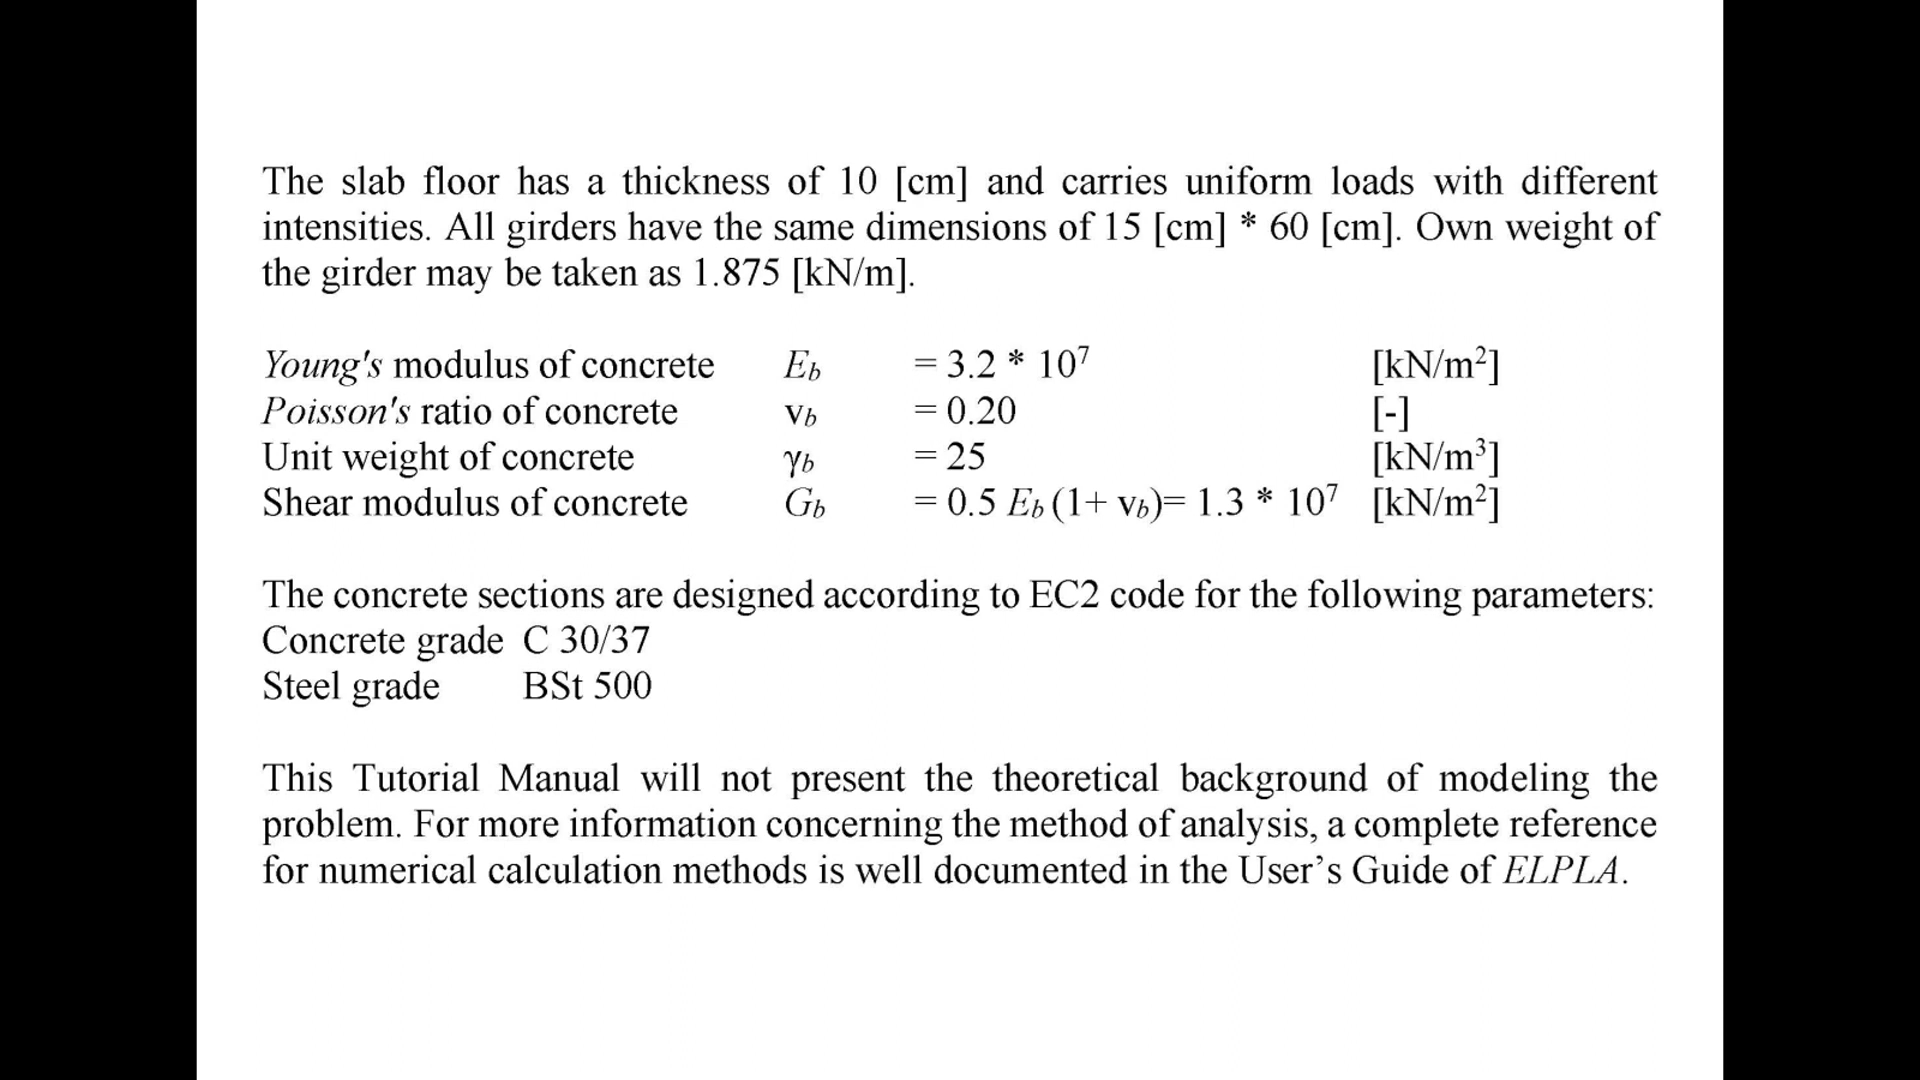 The slab floor has a thickness of 10 [cm] and carries uniform loads with different
intensities. All girders have the same dimensions of 15 [cm] * 60 [cm]. Own weight of
the girder may be taken as 1.875 [kN/m].
Young's modulus of concrete E_b = 3.2 * 10⁷ [kN/m²]
Poisson's ratio of concrete ν_b = 0.20 [-]
Unit weight of concrete γ_b = 25 [kN/m³]
Shear modulus of concrete G_b = 0.5 E_b (1+ ν_b)= 1.3 * 10⁷ [kN/m²]
The concrete sections are designed according to EC2 code for the following parameters:
Concrete grade C 30/37
Steel grade BSt 500
This Tutorial Manual will not present the theoretical background of modeling the
problem. For more information concerning the method of analysis, a complete reference
for numerical calculation methods is well documented in the User’s Guide of ELPLA.